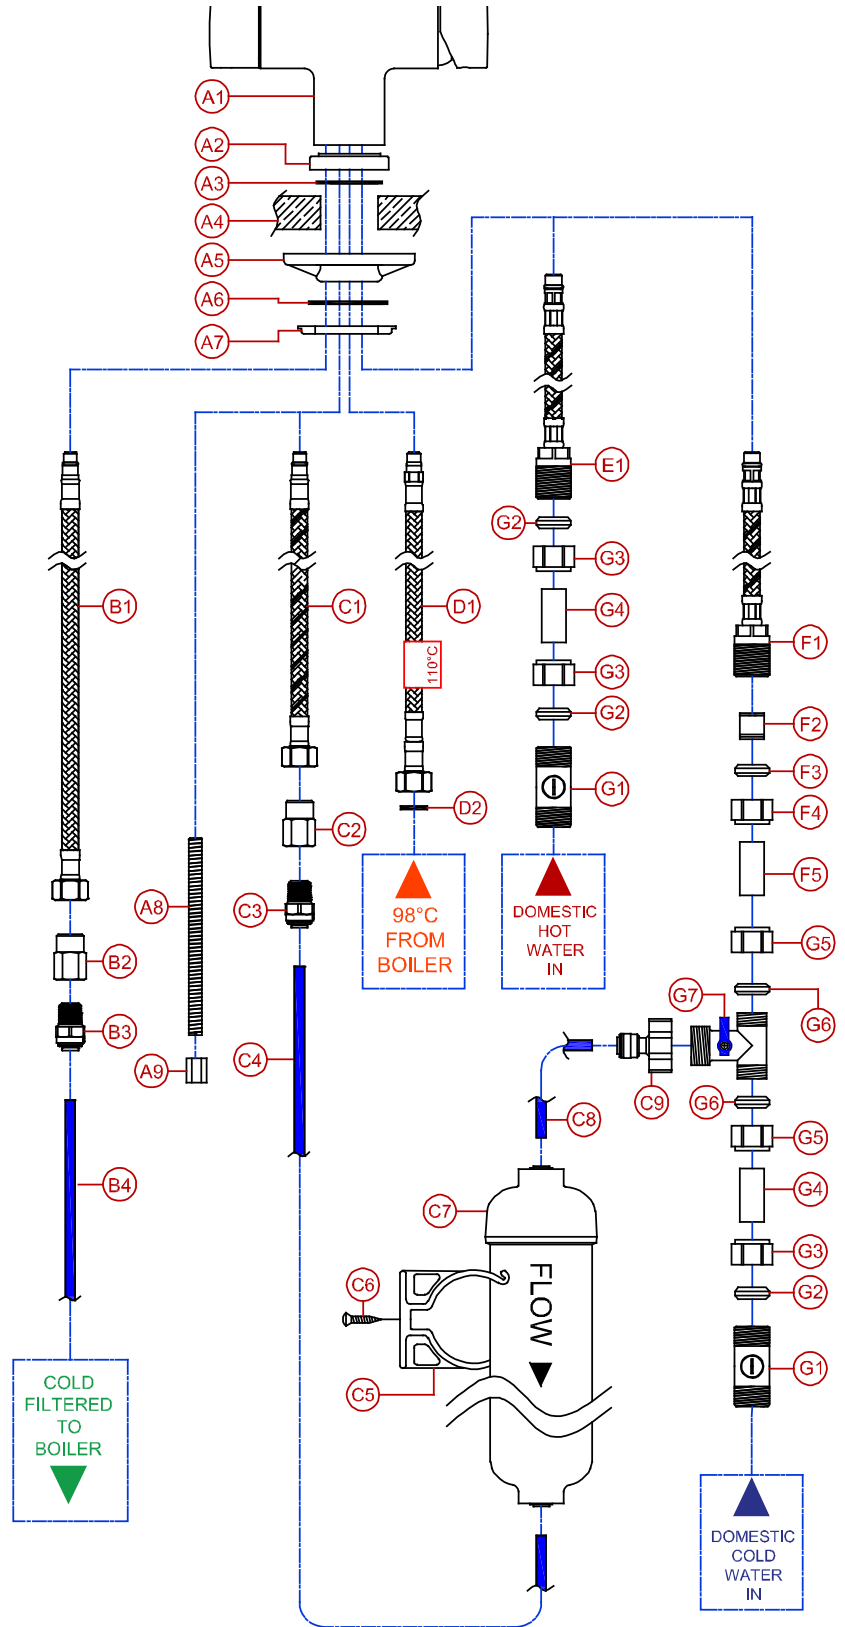 A1
A2
A3
A4
A5
A6
A7
E1
G2
G3
B1
C1
D1
G4
F1
110°C
G3
G2
F2
F3
G1
D2
F4
C2
F5
A8
C3
98°C
FROM
BOILER
DOMESTIC
HOT
WATER
IN
G5
B2
G7
G6
B3
C4
A9
C9
G6
C8
G5
B4
G4
C7
G3
C6
FLOW
G2
C5
G1
COLD
FILTERED
TO
BOILER
DOMESTIC
COLD
WATER
IN